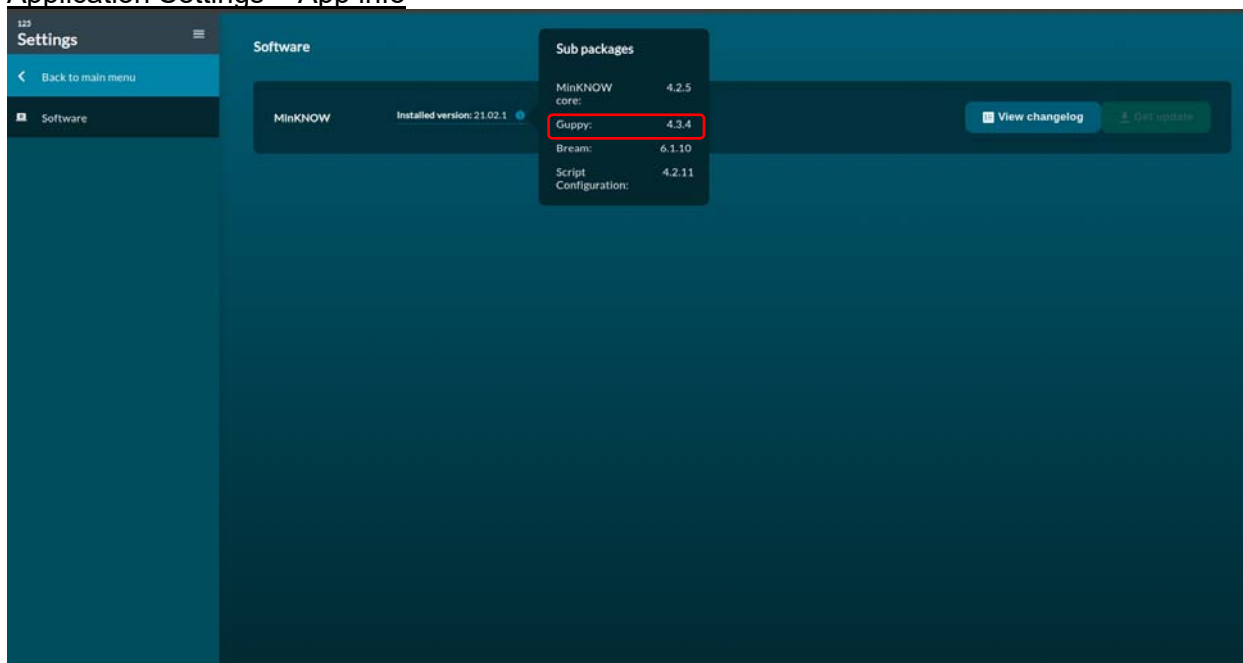 Application Settings – App info
123
Settings
Back to main menu
Software
Software
MinKNOW
Installed version: 21.02.1
Sub packages
MinKNOW core: 4.2.5
Guppy: 4.3.4
Bream: 6.1.10
Script Configuration: 4.2.11
View changelog
Get update